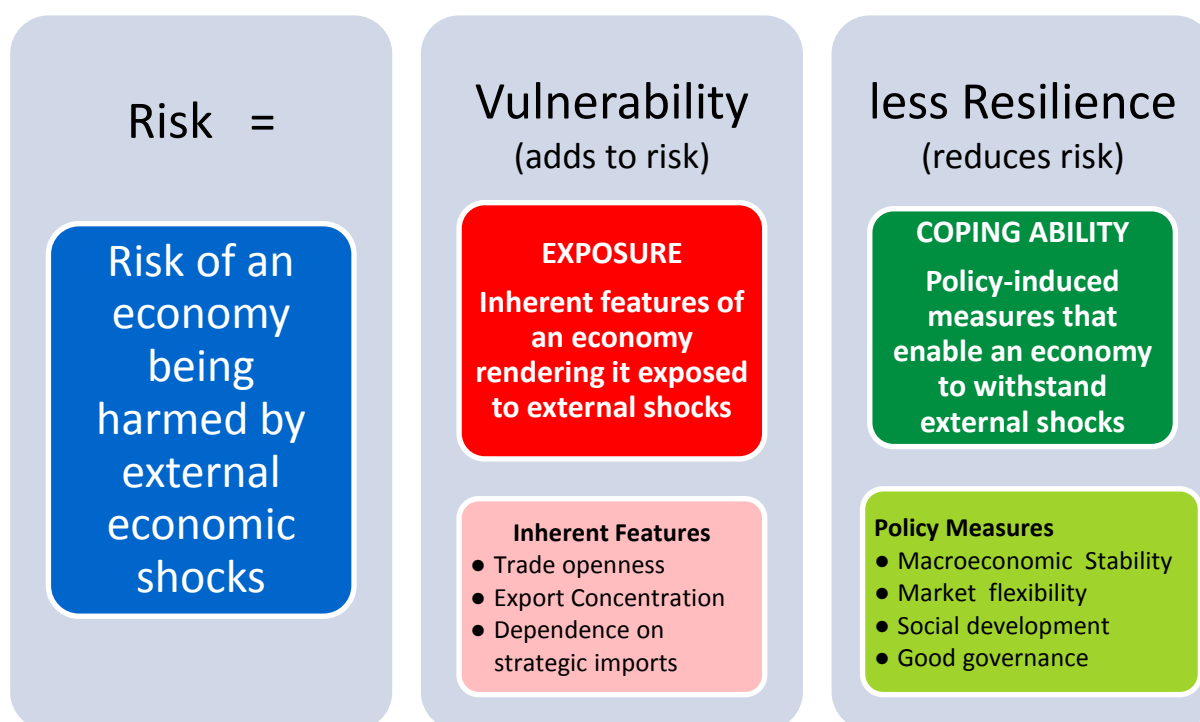 Risk =
Risk of an
economy
being
harmed by
external
economic
shocks
Vulnerability
(adds to risk)
EXPOSURE
Inherent features of
an economy
rendering it exposed
to external shocks
Inherent Features
● Trade openness
● Export Concentration
● Dependence on
strategic imports
less Resilience
(reduces risk)
COPING ABILITY
Policy-induced
measures that
enable an economy
to withstand
external shocks
Policy Measures
● Macroeconomic Stability
● Market flexibility
● Social development
● Good governance